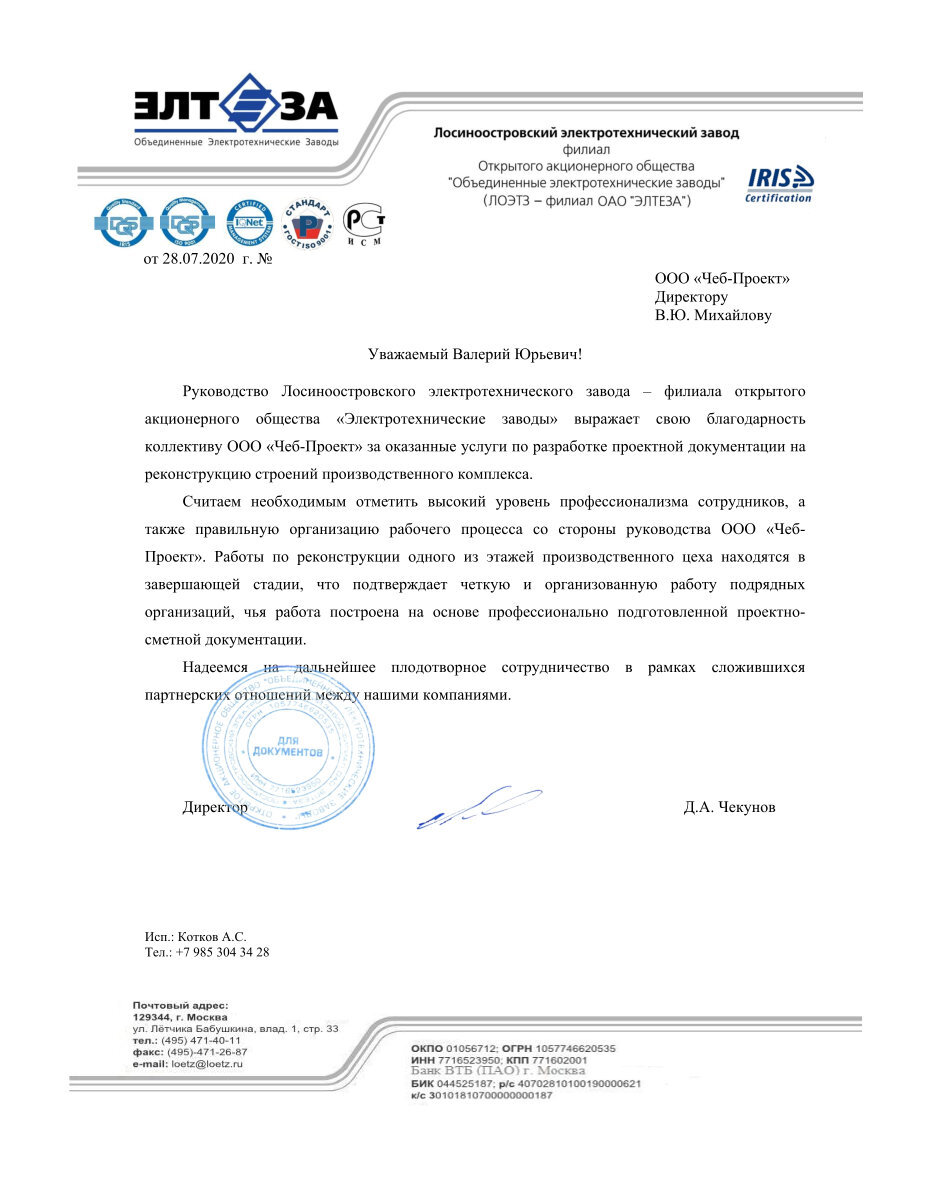 ЭЛТЕЗА
Объединенные Электротехнические Заводы
Лосиноостровский электротехнический завод
филиал
Открытого акционерного общества
"Объединенные электротехнические заводы"
(ЛОЭТЗ – филиал ОАО "ЭЛТЕЗА")
IRIS
Certification
DQS
IRIS
DQS
ISO 9001
CERTIFIED
IQNet
MANAGEMENT SYSTEM
СТАНДАРТ
ГОСТ ISO 9001
РСТ
ИСМ
от 28.07.2020 г. №
ООО «Чеб-Проект»
Директору
В.Ю. Михайлову
Уважаемый Валерий Юрьевич!
Руководство Лосиноостровского электротехнического завода – филиала открытого
акционерного общества «Электротехнические заводы» выражает свою благодарность
коллективу ООО «Чеб-Проект» за оказанные услуги по разработке проектной документации на
реконструкцию строений производственного комплекса.
Считаем необходимым отметить высокий уровень профессионализма сотрудников, а
также правильную организацию рабочего процесса со стороны руководства ООО «Чеб-
Проект». Работы по реконструкции одного из этажей производственного цеха находятся в
завершающей стадии, что подтверждает четкую и организованную работу подрядных
организаций, чья работа построена на основе профессионально подготовленной проектно-
сметной документации.
Надеемся на дальнейшее плодотворное сотрудничество в рамках сложившихся
партнерских отношений между нашими компаниями.
ДЛЯ
ДОКУМЕНТОВ
Директор
Д.А. Чекунов
Исп.: Котков А.С.
Тел.: +7 985 304 34 28
Почтовый адрес:
129344, г. Москва
ул. Лётчика Бабушкина, влад. 1, стр. 33
тел.: (495) 471-40-11
факс: (495)-471-26-87
e-mail: loetz@loetz.ru
ОКПО 01056712; ОГРН 1057746620535
ИНН 7716523950; КПП 771602001
Банк ВТБ (ПАО) г. Москва
БИК 044525187; р/с 40702810100190000621
к/с 30101810700000000187